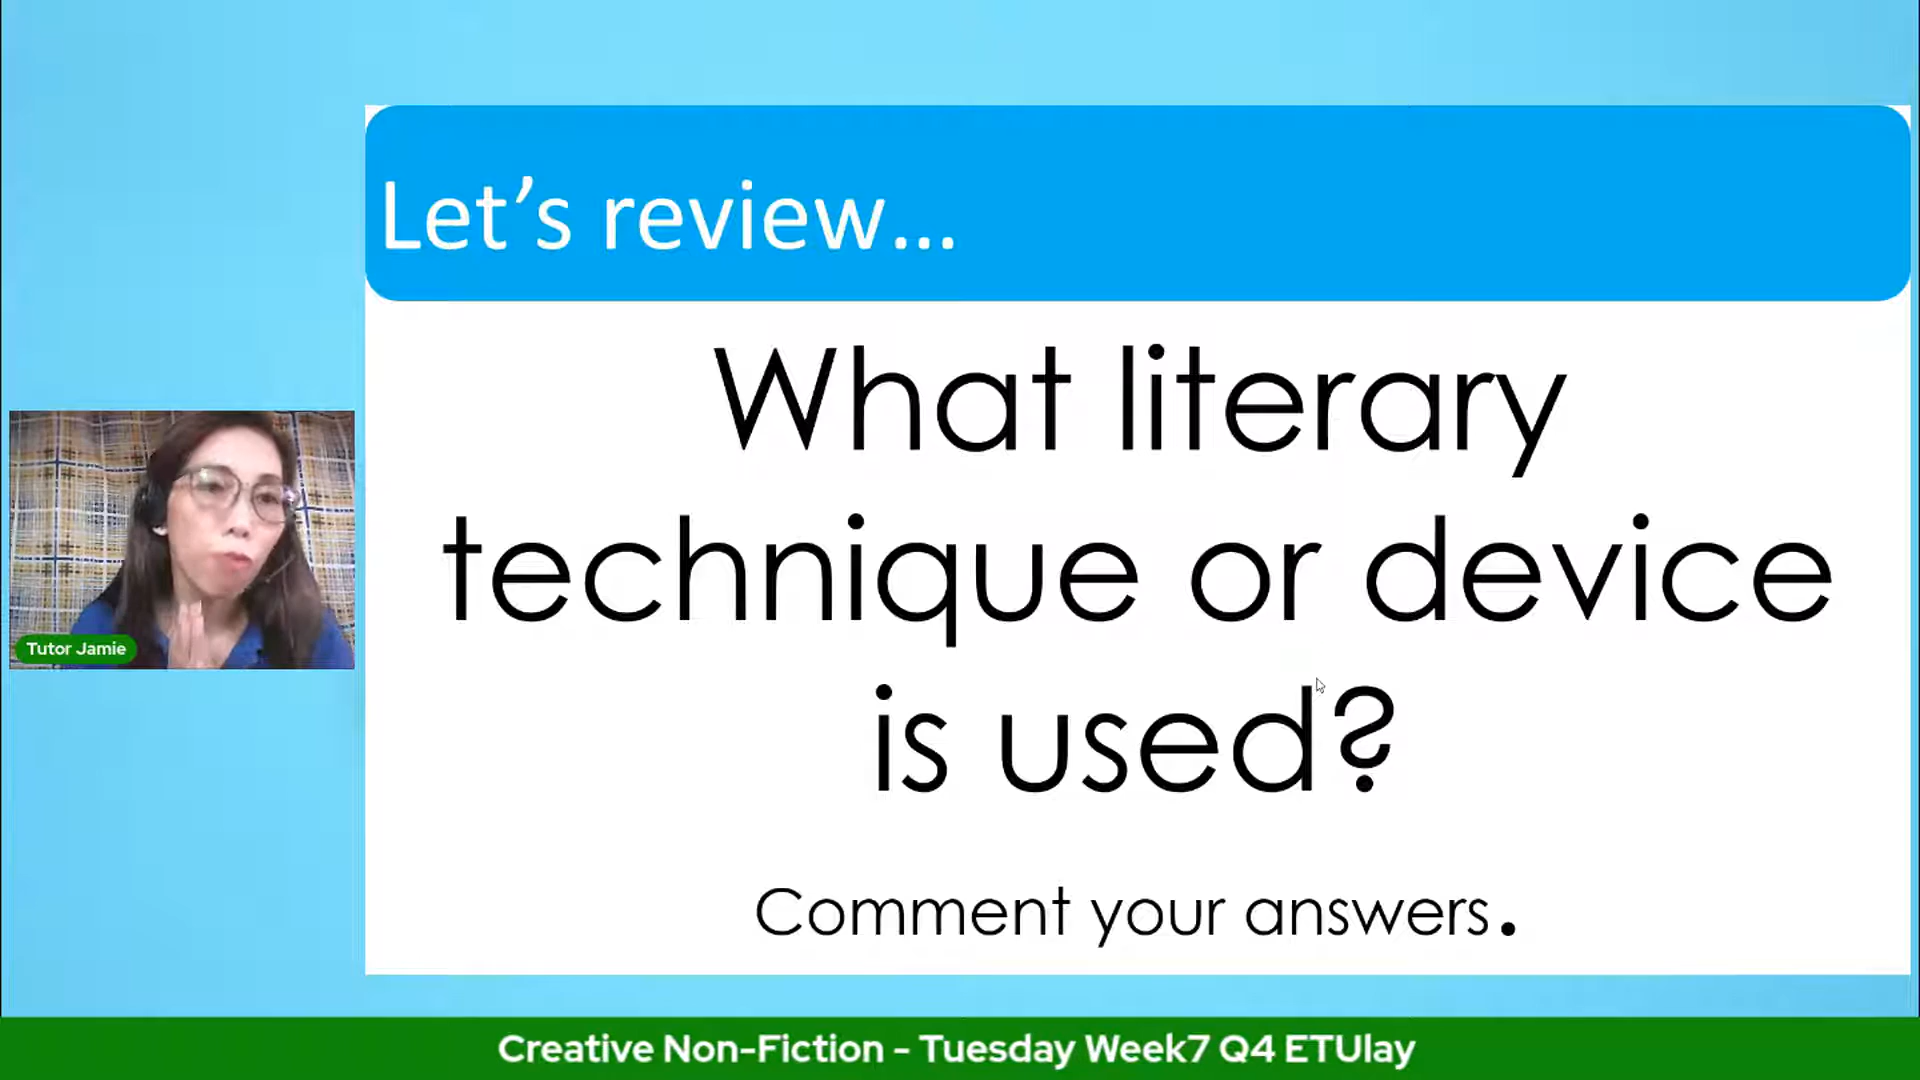 Let’s review...
What literary
technique or device
is used?
Comment your answers.
Tutor Jamie
Creative Non-Fiction - Tuesday Week7 Q4 ETUlay